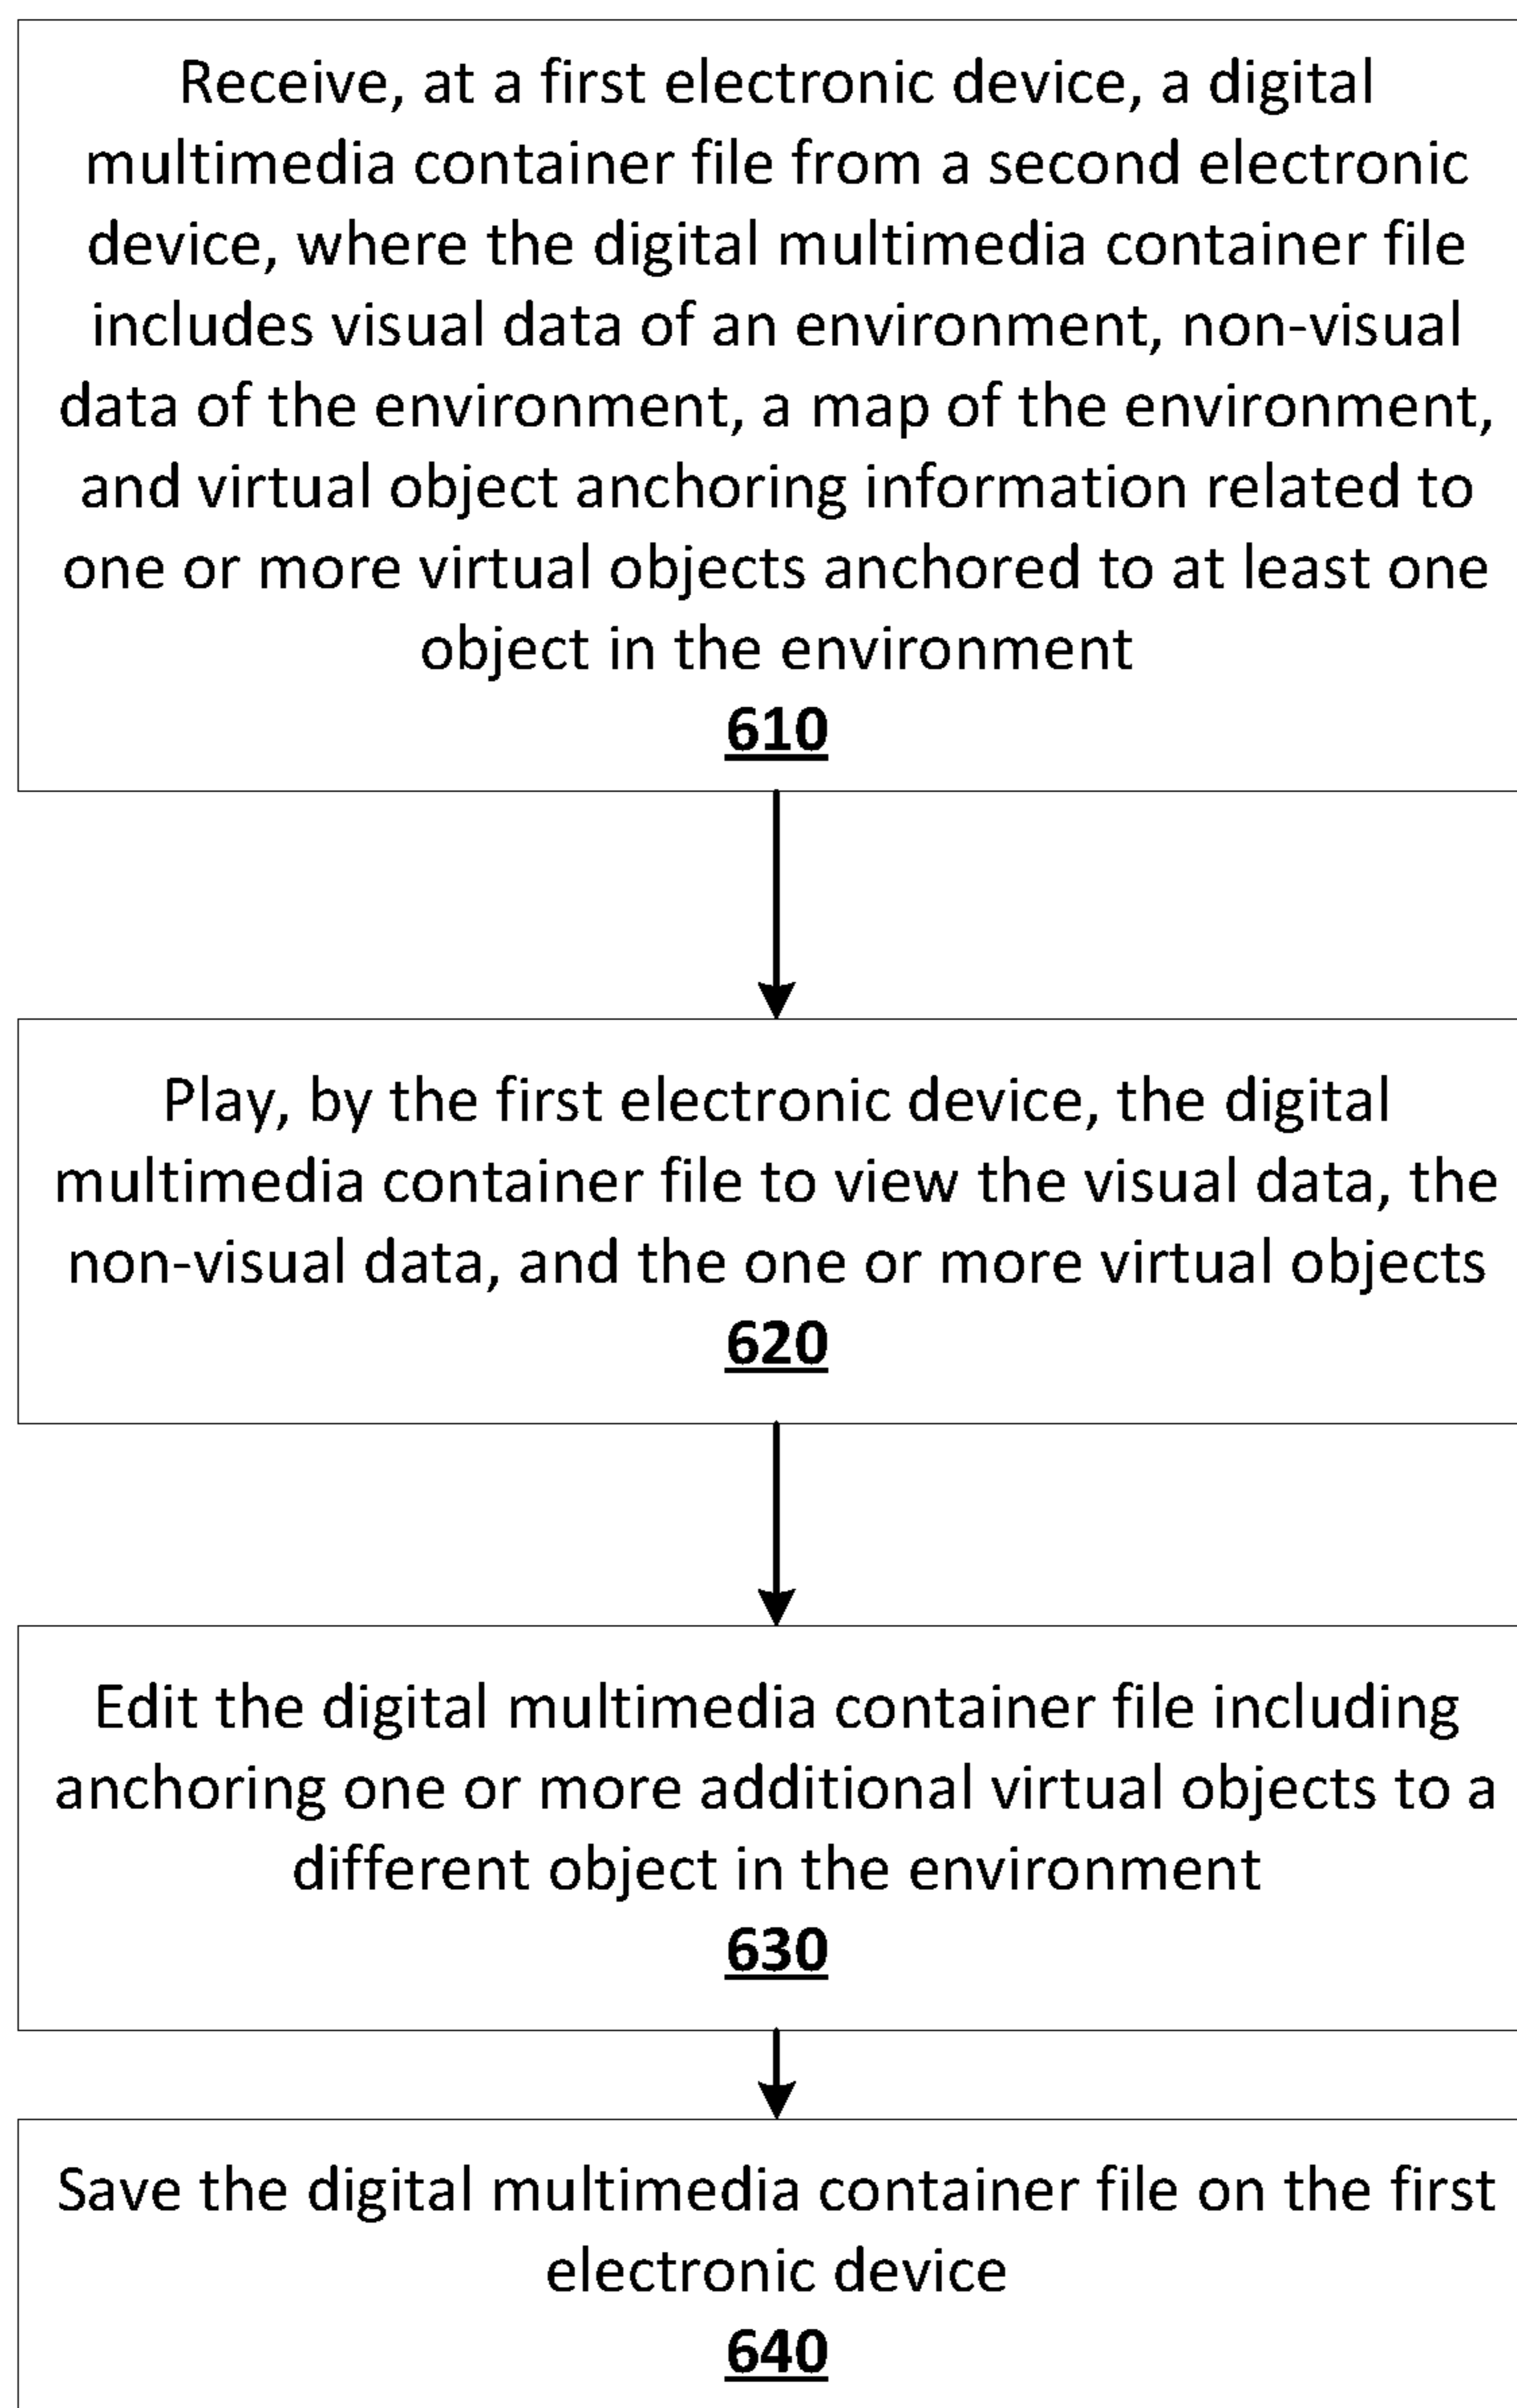 Receive, at a first electronic device, a digital
multimedia container file from a second electronic
device, where the digital multimedia container file
includes visual data of an environment, non-visual
data of the environment, a map of the environment,
and virtual object anchoring information related to
one or more virtual objects anchored to at least one
object in the environment
610
Play, by the first electronic device, the digital
multimedia container file to view the visual data, the
non-visual data, and the one or more virtual objects
620
Edit the digital multimedia container file including
anchoring one or more additional virtual objects to a
different object in the environment
630
Save the digital multimedia container file on the first
electronic device
640